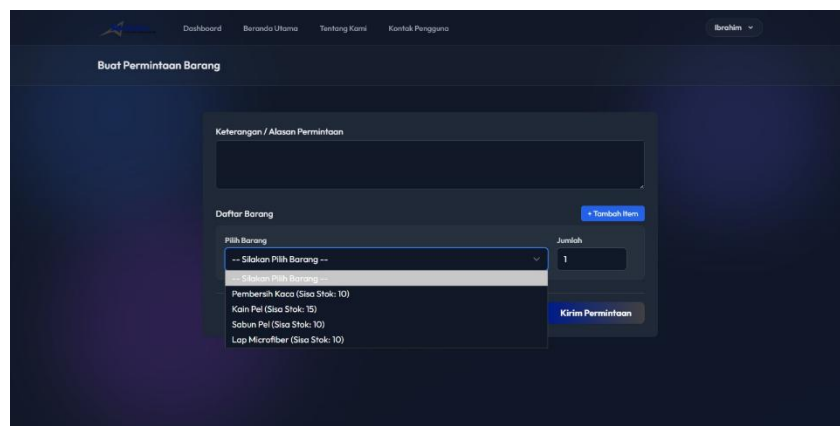 Dashboard Beranda Utama Tentang Kami Kontak Pengguna Ibrahim
Buat Permintaan Barang
Keterangan / Alasan Permintaan
Daftar Barang + Tambah Item
Pilih Barang Jumlah
-- Silakan Pilih Barang -- 1
-- Silakan Pilih Barang --
Pembersih Kaca (Sisa Stok: 10)
Kain Pel (Sisa Stok: 15)
Sabun Pel (Sisa Stok: 10)
Lap Microfiber (Sisa Stok: 10)
Kirim Permintaan